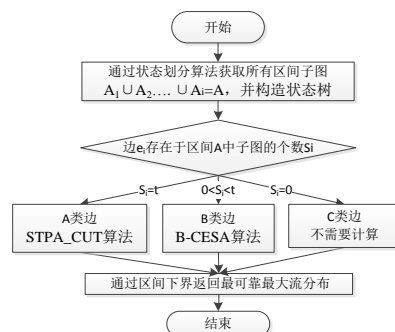 开始
通过状态划分算法获取所有区间子图
A1∪A2…. ∪Ai=A，并构造状态树
边ei存在于区间A中子图的个数Si
Si=t
0<Si<t
Si=0
A类边
STPA_CUT算法
B类边
B-CESA算法
C类边
不需要计算
通过区间下界返回最可靠最大流分布
结束